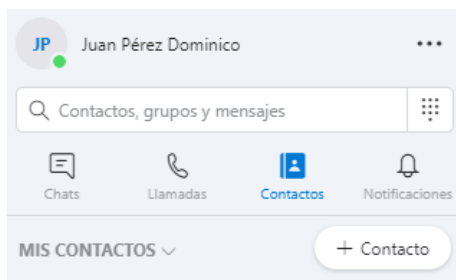 JP Juan Pérez Dominico
Contactos, grupos y mensajes
Chats Llamadas Contactos Notificaciones
MIS CONTACTOS + Contacto